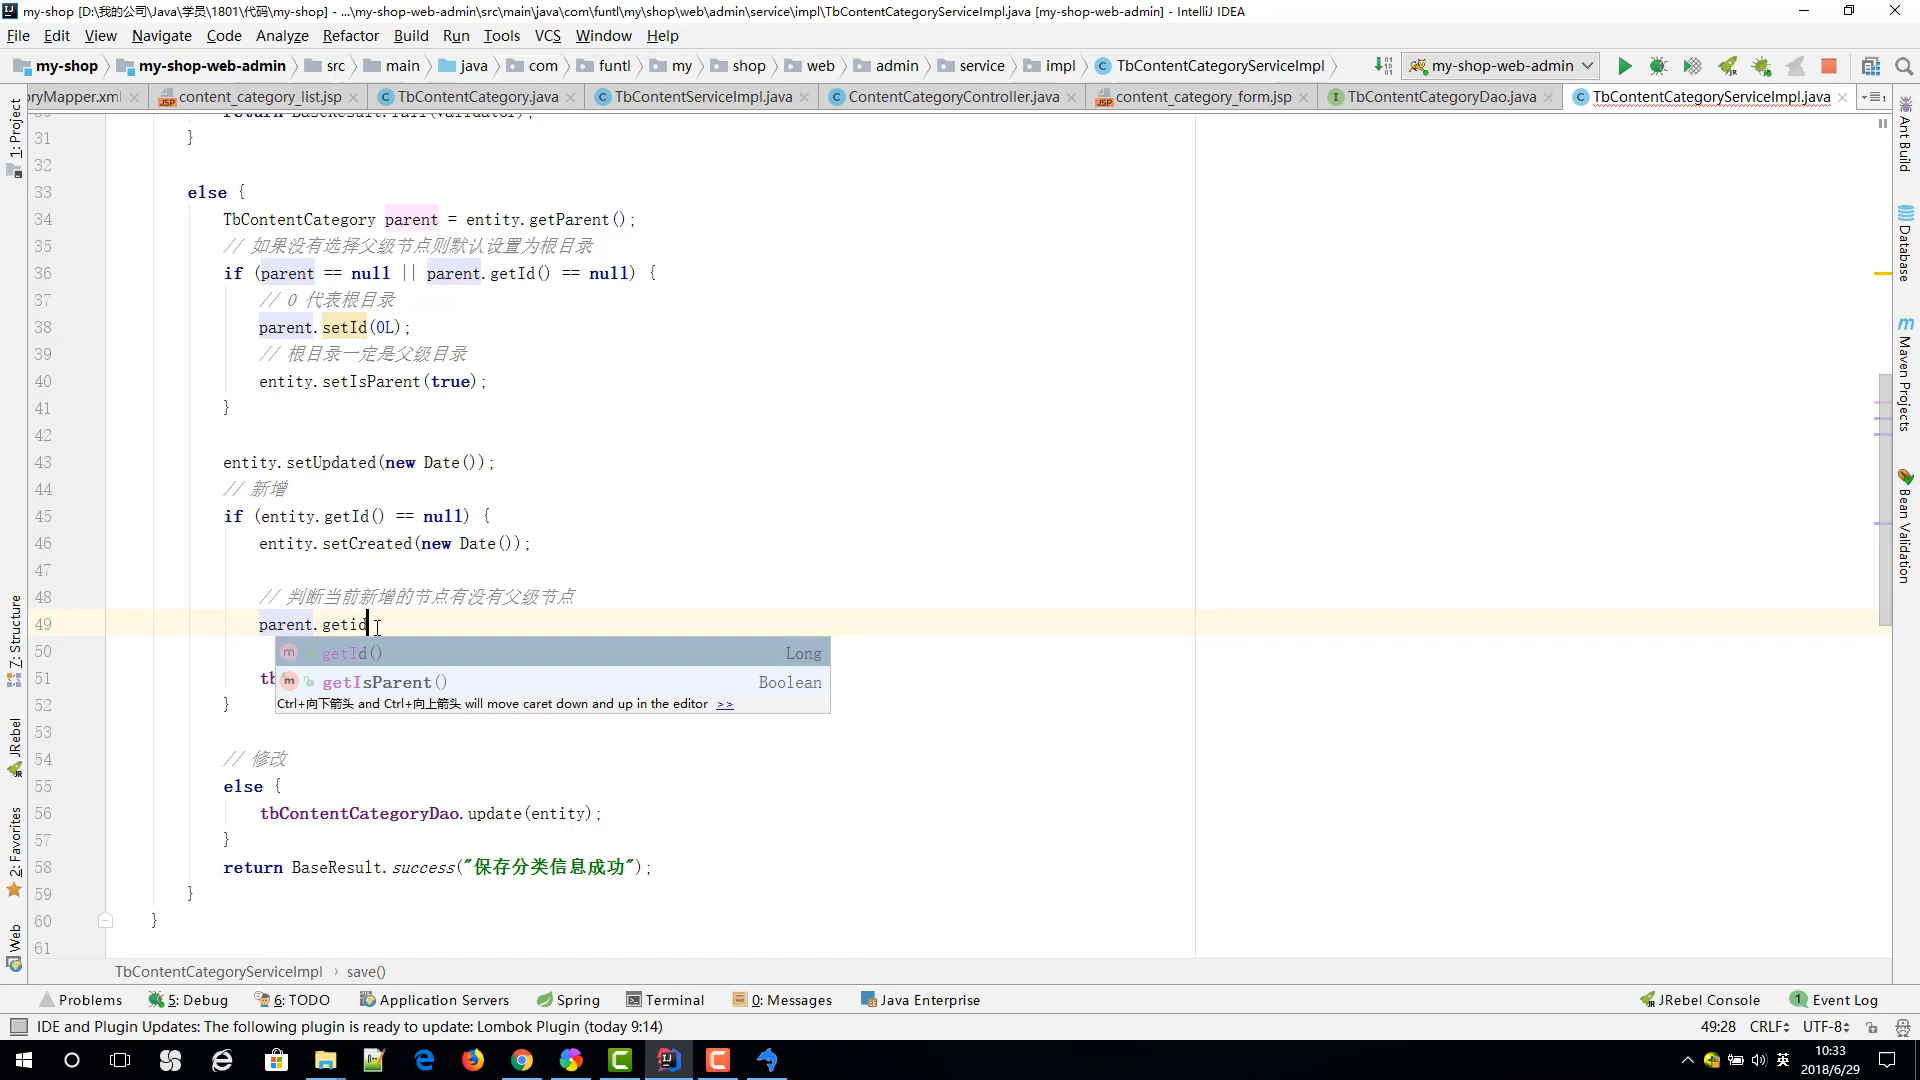 my-shop [D:\我的公司\Java\学员\1801\代码\my-shop] - ...\my-shop-web-admin\src\main\java\com\funtl\my\shop\web\admin\service\impl\TbContentCategoryServiceImpl.java [my-shop-web-admin] - IntelliJ IDEA
File Edit View Navigate Code Analyze Refactor Build Run Tools VCS Window Help
my-shop my-shop-web-admin src main java com funtl my shop web admin service impl TbContentCategoryServiceImpl my-shop-web-admin
oryMapper.xml content_category_list.jsp TbContentCategory.java TbContentServiceImpl.java ContentCategoryController.java content_category_form.jsp TbContentCategoryDao.java TbContentCategoryServiceImpl.java
1: Project
7: Structure
JRebel
2: Favorites
Web
30 return BaseResult.fail(validator);
31 }
32
33 else {
34 TbContentCategory parent = entity.getParent();
35 // 如果没有选择父级节点则默认设置为根目录
36 if (parent == null || parent.getId() == null) {
37 // 0 代表根目录
38 parent.setId(0L);
39 // 根目录一定是父级目录
40 entity.setIsParent(true);
41 }
42
43 entity.setUpdated(new Date());
44 // 新增
45 if (entity.getId() == null) {
46 entity.setCreated(new Date());
47
48 // 判断当前新增的节点有没有父级节点
49 parent.getid
50 getId() Long
51 tb getIsParent() Boolean
Ctrl+向下箭头 and Ctrl+向上箭头 will move caret down and up in the editor >>
52 }
53
54 // 修改
55 else {
56 tbContentCategoryDao.update(entity);
57 }
58 return BaseResult.success("保存分类信息成功");
59 }
60 }
61
Ant Build
Database
Maven Projects
Bean Validation
TbContentCategoryServiceImpl › save()
Problems 5: Debug 6: TODO Application Servers Spring Terminal 0: Messages Java Enterprise JRebel Console 1 Event Log
IDE and Plugin Updates: The following plugin is ready to update: Lombok Plugin (today 9:14) 49:28 CRLF UTF-8
英 10:33
2018/6/29